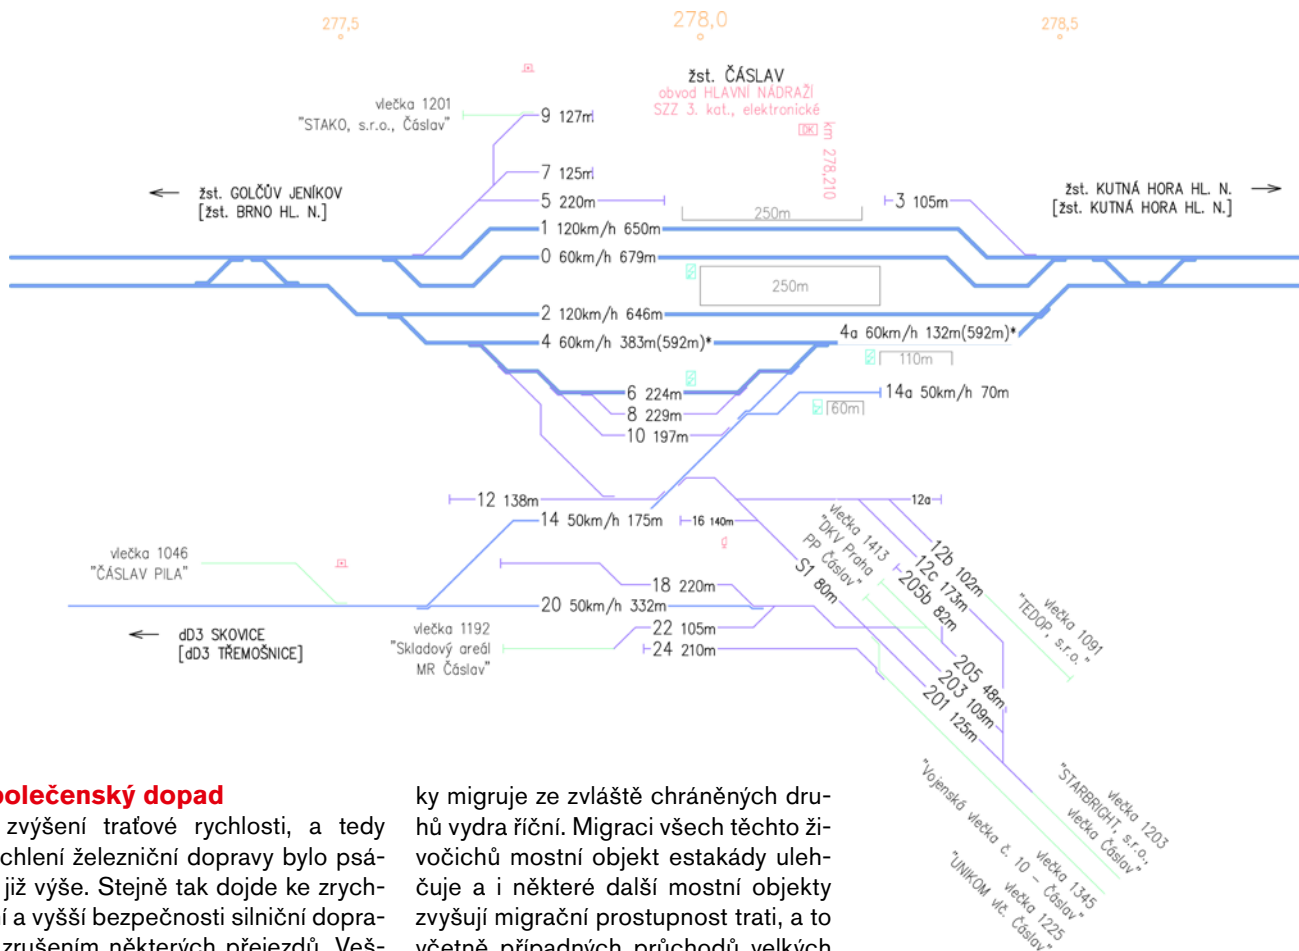 277,5
278,0
278,5
žst. ČÁSLAV
obvod HLAVNÍ NÁDRAŽÍ
SZZ 3. kat., elektronické
DK
km 278,210
vlečka 1201
"STAKO, s.r.o., Čáslav"
9 127m
7 125m
5 220m
3 105m
žst. GOLČŮV JENÍKOV
[žst. BRNO HL. N.]
žst. KUTNÁ HORA HL. N.
[žst. KUTNÁ HORA HL. N.]
250m
1 120km/h 650m
0 60km/h 679m
250m
2 120km/h 646m
4 60km/h 383m(592m)*
4a 60km/h 132m(592m)*
110m
6 224m
14a 50km/h 70m
8 229m
60m
10 197m
12 138m
12a
14 50km/h 175m
16 140m
vlečka 1046
"ČÁSLAV PILA"
18 220m
20 50km/h 332m
S1 80m
vlečka 1413
"DKV Praha
PP Čáslav"
12b 102m
12c 173m
205b 82m
vlečka 1091
"TEDOP, s.r.o."
dD3 SKOVICE
[dD3 TŘEMOŠNICE]
vlečka 1192
"Skladový areál
MR Čáslav"
22 105m
24 210m
205 48m
203 109m
201 125m
vlečka 1203
"STARBRIGHT, s.r.o.,
vlečka Čáslav"
vlečka 1345
"Vojenská vlečka č. 10 – Čáslav"
vlečka 1225
"UNIKOM vlč. Čáslav"
polečenský dopad
zvýšení traťové rychlosti, a tedy
chlení železniční dopravy bylo psá-
již výše. Stejně tak dojde ke zrych-
ní a vyšší bezpečnosti silniční dopra-
zrušením některých přejezdů. Veš-
ky migruje ze zvláště chráněných dru-
hů vydra říční. Migraci všech těchto ži-
vočichů mostní objekt estakády uleh-
čuje a i některé další mostní objekty
zvyšují migrační prostupnost trati, a to
včetně případných průchodů velkých